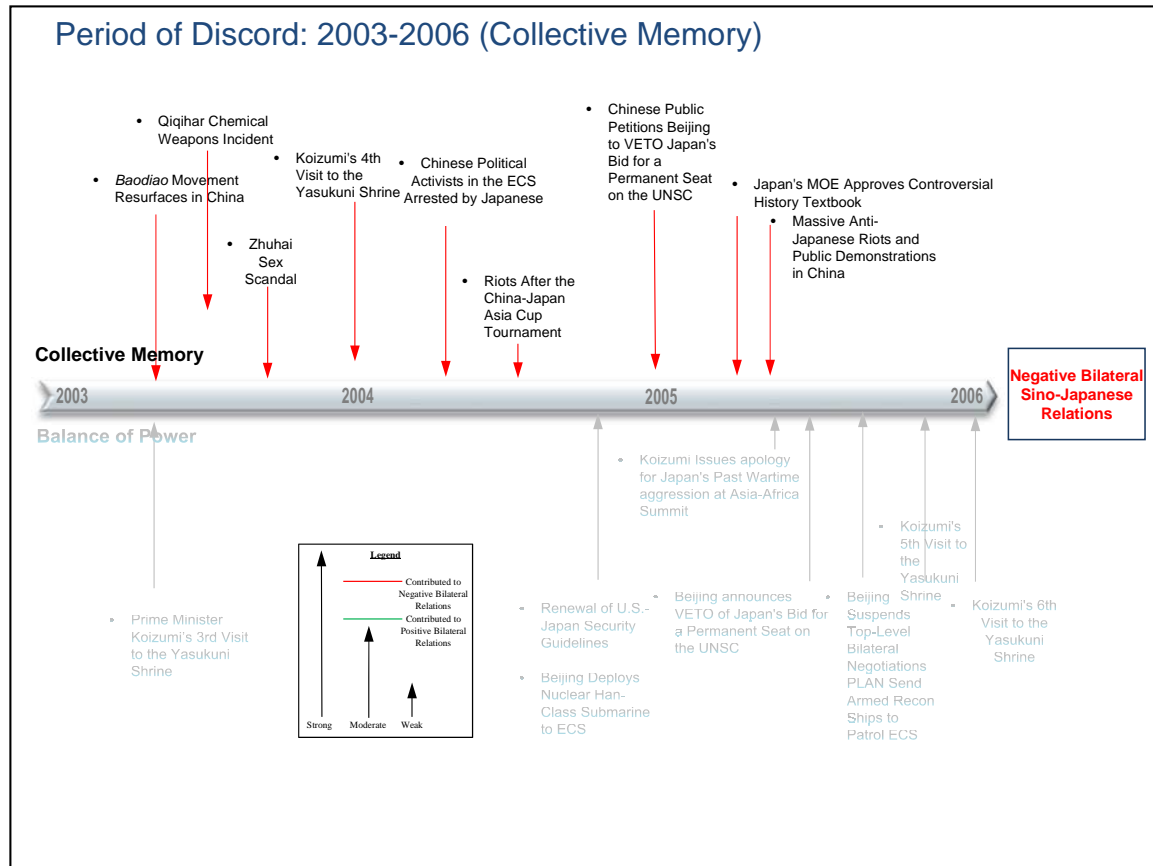 Period of Discord: 2003-2006 (Collective Memory)
• Qiqihar Chemical
Weapons Incident
• Baodiao Movement
Resurfaces in China
• Zhuhai
Sex
Scandal
• Koizumi's 4th
Visit to the
Yasukuni Shrine
• Chinese Political
Activists in the ECS
Arrested by Japanese
• Riots After the
China-Japan
Asia Cup
Tournament
• Chinese Public
Petitions Beijing
to VETO Japan's
Bid for a
Permanent Seat
on the UNSC
• Japan's MOE Approves Controversial
History Textbook
• Massive Anti-
Japanese Riots and
Public Demonstrations
in China
Collective Memory
2003
2004
2005
2006
Negative Bilateral
Sino-Japanese
Relations
Balance of Power
• Prime Minister
Koizumi's 3rd Visit
to the Yasukuni
Shrine
Legend
Contributed to
Negative Bilateral
Relations
Contributed to
Positive Bilateral
Relations
Strong
Moderate
Weak
• Renewal of U.S.-
Japan Security
Guidelines
• Beijing Deploys
Nuclear Han-
Class Submarine
to ECS
• Koizumi Issues apology
for Japan's Past Wartime
aggression at Asia-Africa
Summit
• Beijing announces
VETO of Japan's Bid for
a Permanent Seat on
the UNSC
• Beijing
Suspends
Top-Level
Bilateral
Negotiations
• PLAN Send
Armed Recon
Ships to
Patrol ECS
• Koizumi's
5th Visit to
the
Yasukuni
Shrine
• Koizumi's 6th
Visit to the
Yasukuni
Shrine